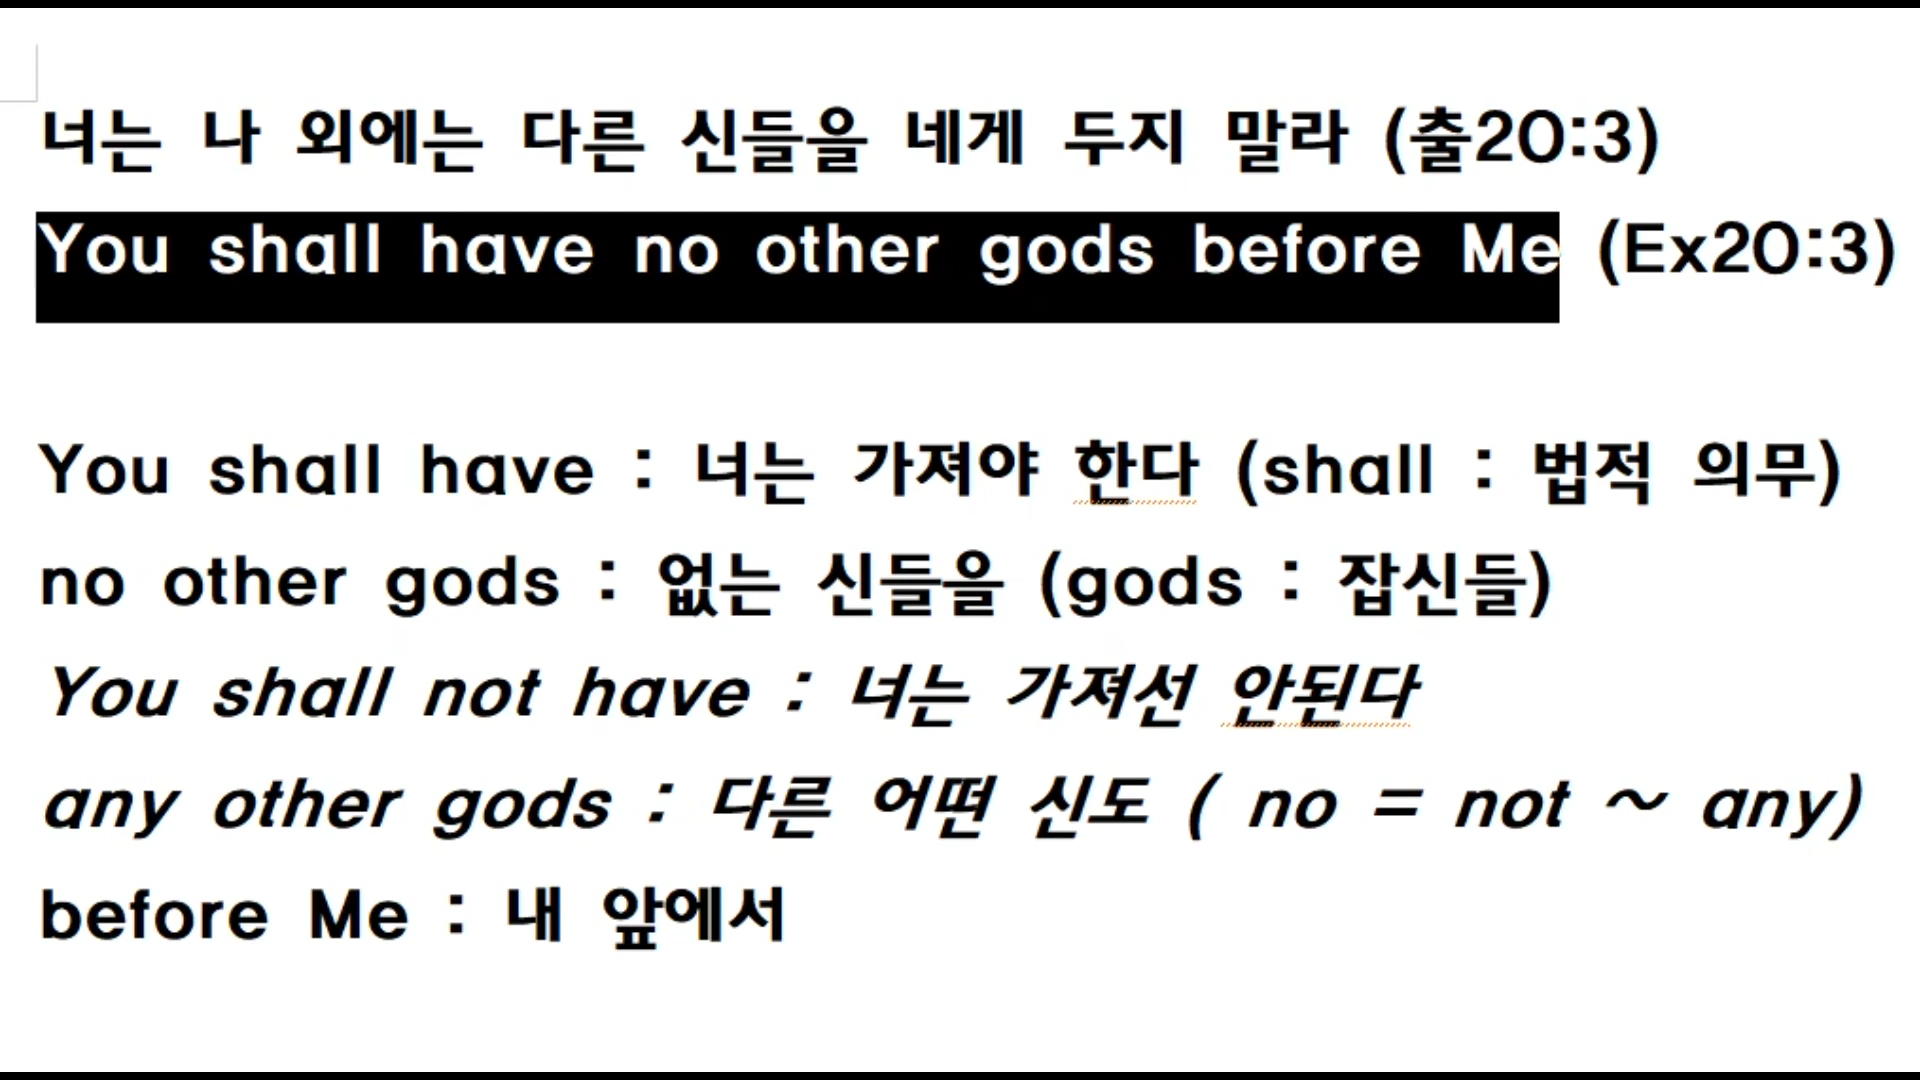 너는 나 외에는 다른 신들을 네게 두지 말라 (출20:3)
You shall have no other gods before Me (Ex20:3)
You shall have : 너는 가져야 한다 (shall : 법적 의무)
no other gods : 없는 신들을 (gods : 잡신들)
You shall not have : 너는 가져선 안된다
any other gods : 다른 어떤 신도 ( no = not ~ any)
before Me : 내 앞에서